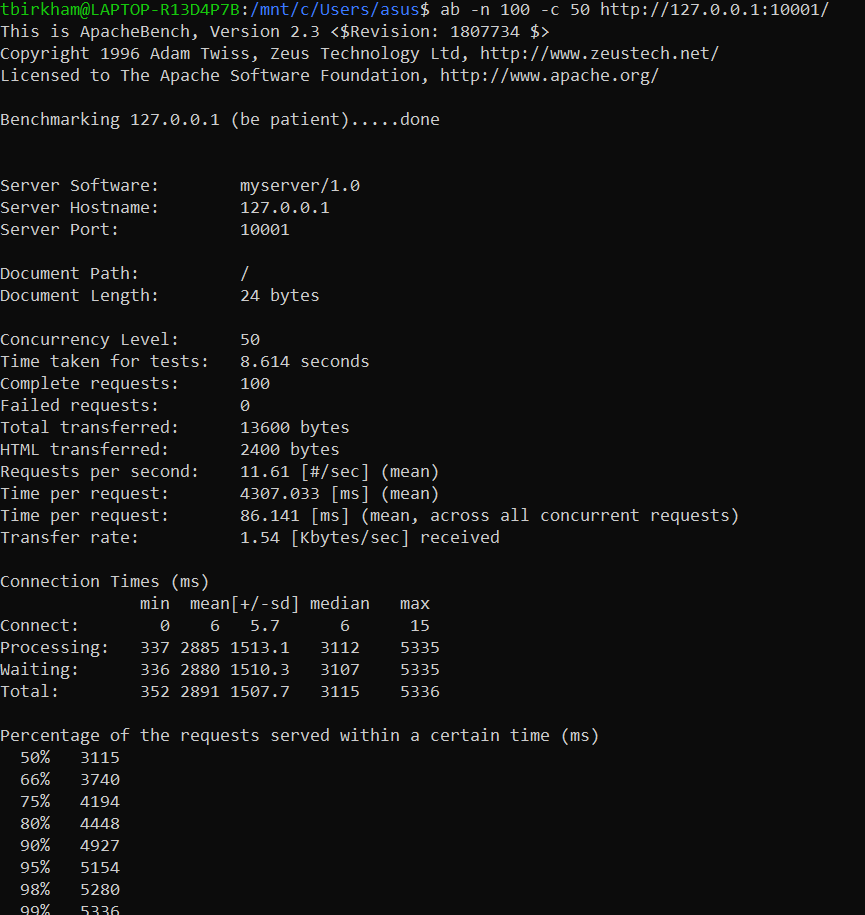 tbirkham@LAPTOP-R13D4P7B:/mnt/c/Users/asus$ ab -n 100 -c 50 http://127.0.0.1:10001/
This is ApacheBench, Version 2.3 <$Revision: 1807734 $>
Copyright 1996 Adam Twiss, Zeus Technology Ltd, http://www.zeustech.net/
Licensed to The Apache Software Foundation, http://www.apache.org/

Benchmarking 127.0.0.1 (be patient).....done


Server Software:        myserver/1.0
Server Hostname:        127.0.0.1
Server Port:            10001

Document Path:          /
Document Length:        24 bytes

Concurrency Level:      50
Time taken for tests:   8.614 seconds
Complete requests:      100
Failed requests:        0
Total transferred:      13600 bytes
HTML transferred:       2400 bytes
Requests per second:    11.61 [#/sec] (mean)
Time per request:       4307.033 [ms] (mean)
Time per request:       86.141 [ms] (mean, across all concurrent requests)
Transfer rate:          1.54 [Kbytes/sec] received

Connection Times (ms)
              min  mean[+/-sd] median   max
Connect:        0    6   5.7      6      15
Processing:   337 2885 1513.1   3112    5335
Waiting:      336 2880 1510.3   3107    5335
Total:        352 2891 1507.7   3115    5336

Percentage of the requests served within a certain time (ms)
  50%   3115
  66%   3740
  75%   4194
  80%   4448
  90%   4927
  95%   5154
  98%   5280
  99%   5336